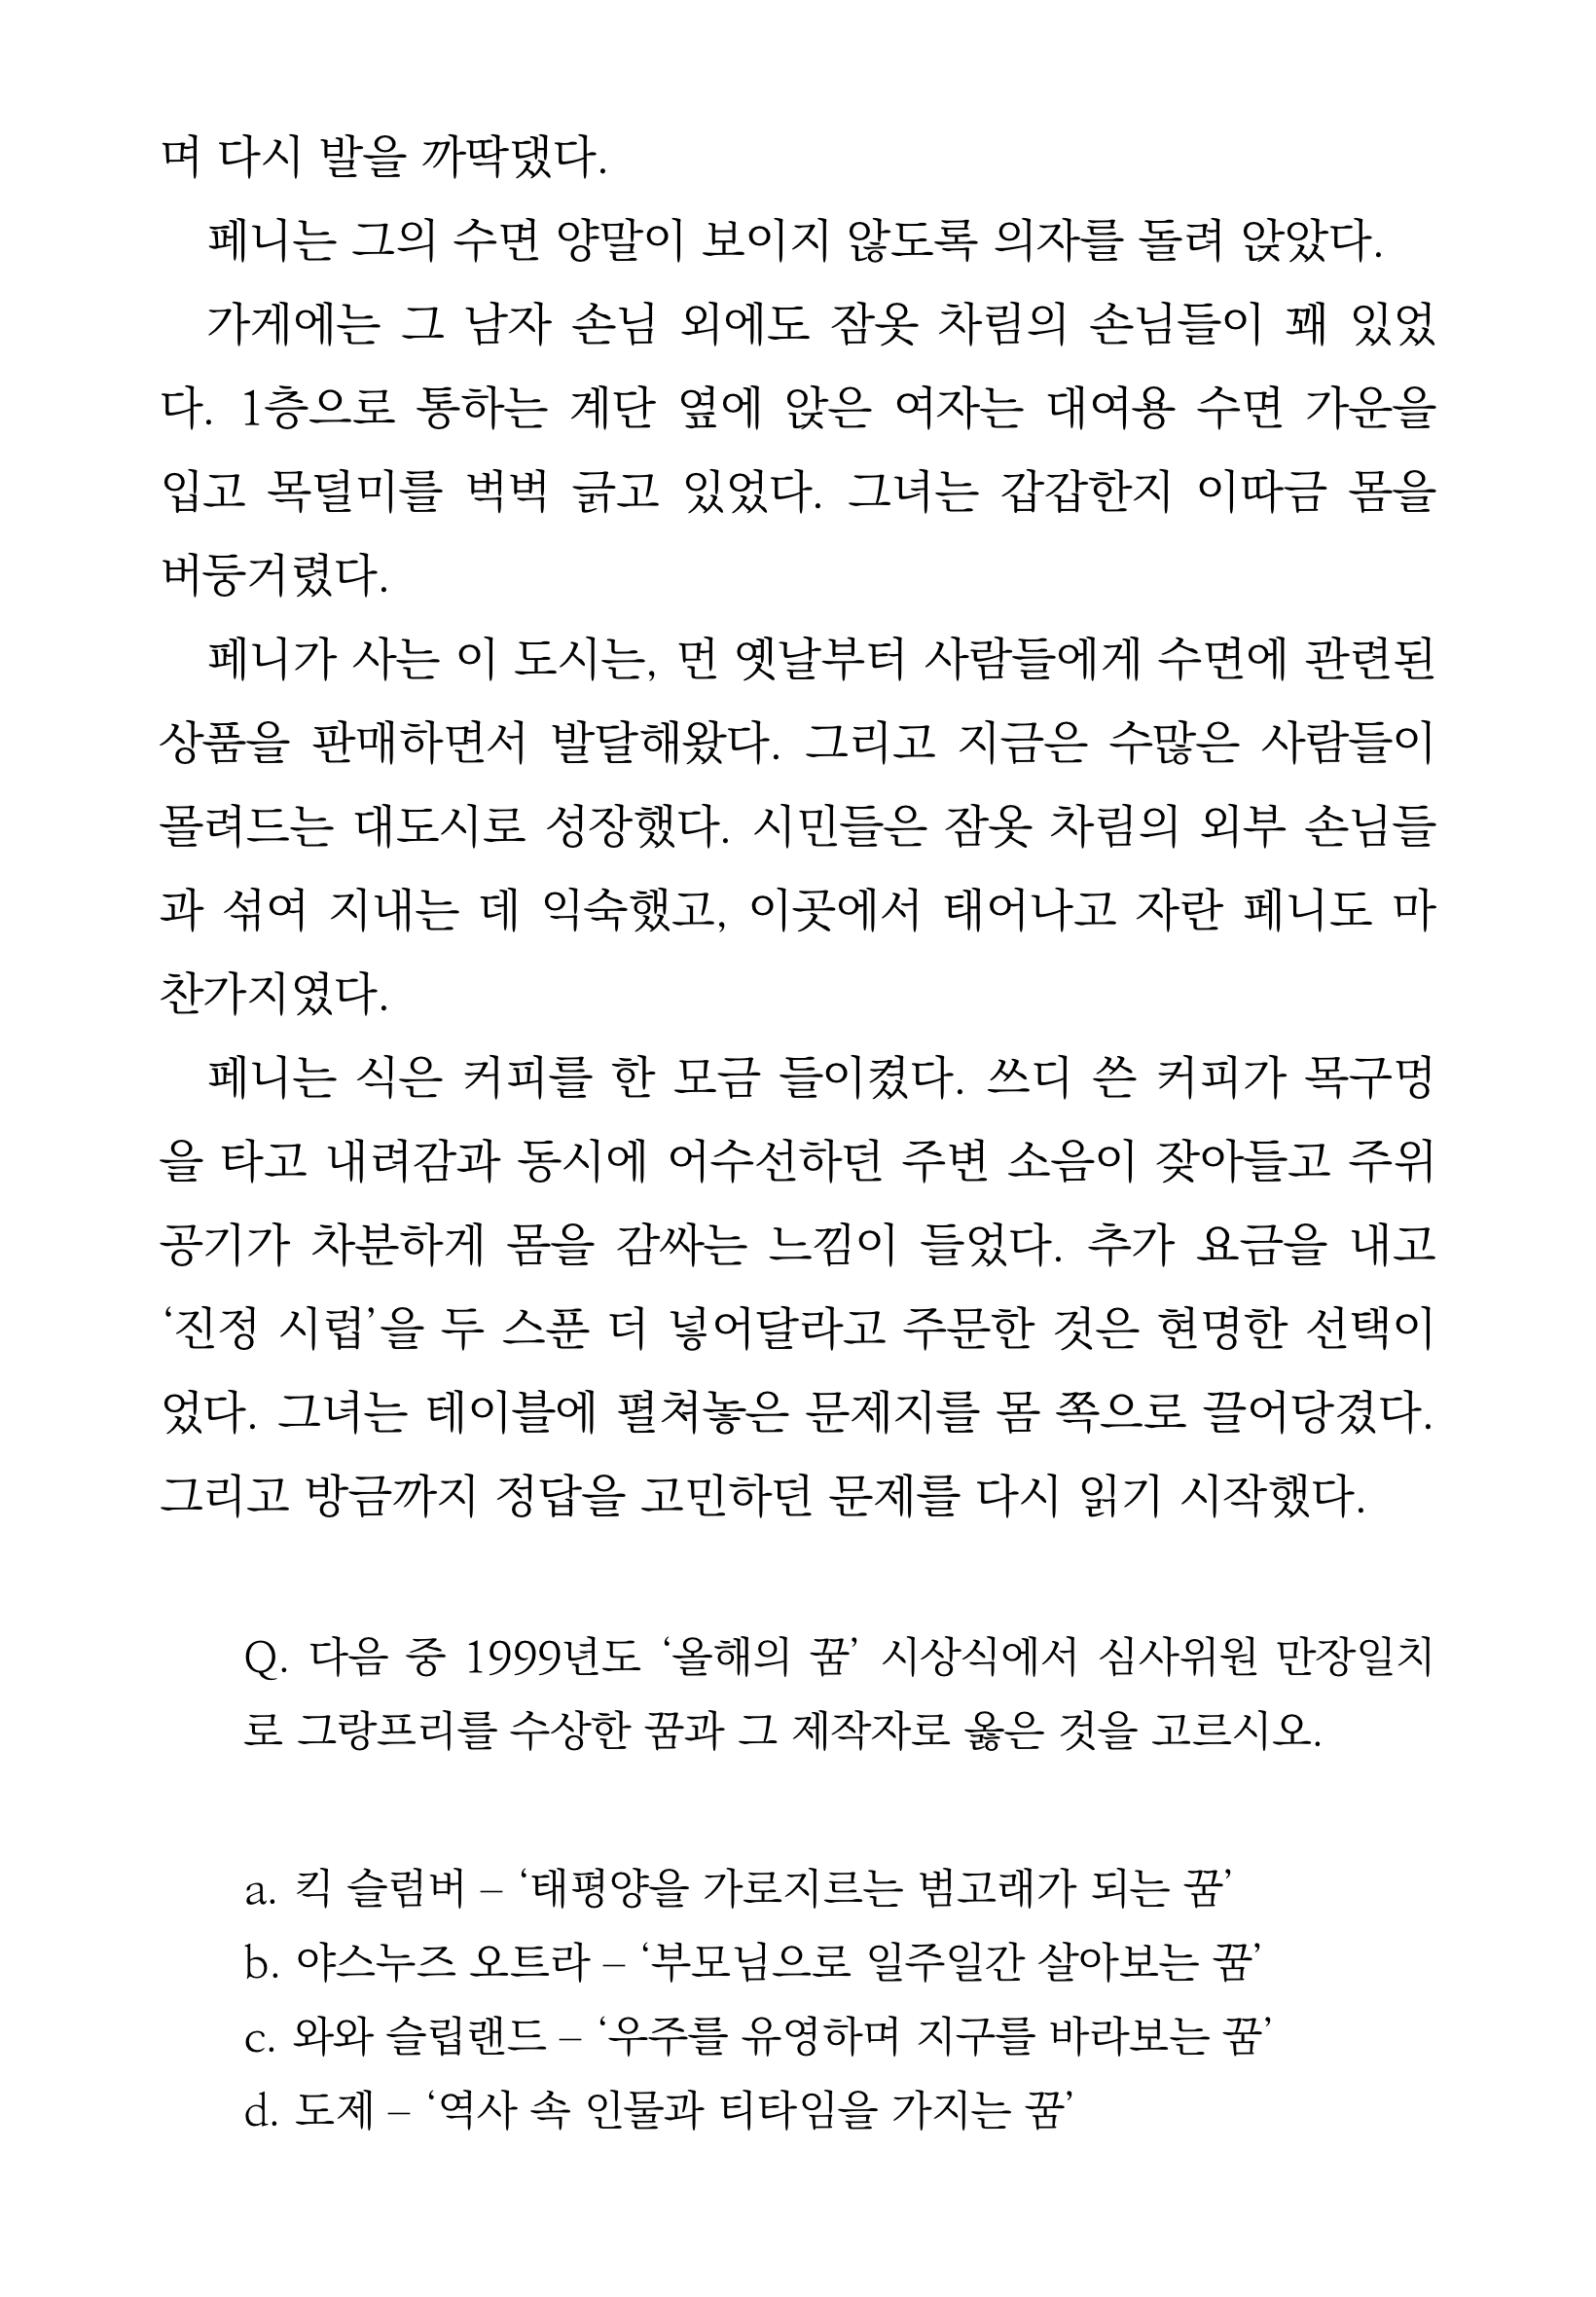 며 다시 발을 까딱댔다.
페니는 그의 수면 양말이 보이지 않도록 의자를 돌려 앉았다.
가게에는 그 남자 손님 외에도 잠옷 차림의 손님들이 꽤 있었
다. 1층으로 통하는 계단 옆에 앉은 여자는 대여용 수면 가운을
입고 목덜미를 벅벅 긁고 있었다. 그녀는 갑갑한지 이따금 몸을
버둥거렸다.
페니가 사는 이 도시는, 먼 옛날부터 사람들에게 수면에 관련된
상품을 판매하면서 발달해왔다. 그리고 지금은 수많은 사람들이
몰려드는 대도시로 성장했다. 시민들은 잠옷 차림의 외부 손님들
과 섞여 지내는 데 익숙했고, 이곳에서 태어나고 자란 페니도 마
찬가지였다.
페니는 식은 커피를 한 모금 들이켰다. 쓰디 쓴 커피가 목구멍
을 타고 내려감과 동시에 어수선하던 주변 소음이 잦아들고 주위
공기가 차분하게 몸을 감싸는 느낌이 들었다. 추가 요금을 내고
‘진정 시럽’을 두 스푼 더 넣어달라고 주문한 것은 현명한 선택이
었다. 그녀는 테이블에 펼쳐놓은 문제지를 몸 쪽으로 끌어당겼다.
그리고 방금까지 정답을 고민하던 문제를 다시 읽기 시작했다.
Q. 다음 중 1999년도 ‘올해의 꿈’ 시상식에서 심사위원 만장일치
로 그랑프리를 수상한 꿈과 그 제작자로 옳은 것을 고르시오.
a. 킥 슬럼버 – ‘태평양을 가로지르는 범고래가 되는 꿈’
b. 야스누즈 오트라 – ‘부모님으로 일주일간 살아보는 꿈’
c. 와와 슬립랜드 – ‘우주를 유영하며 지구를 바라보는 꿈’
d. 도제 – ‘역사 속 인물과 티타임을 가지는 꿈’